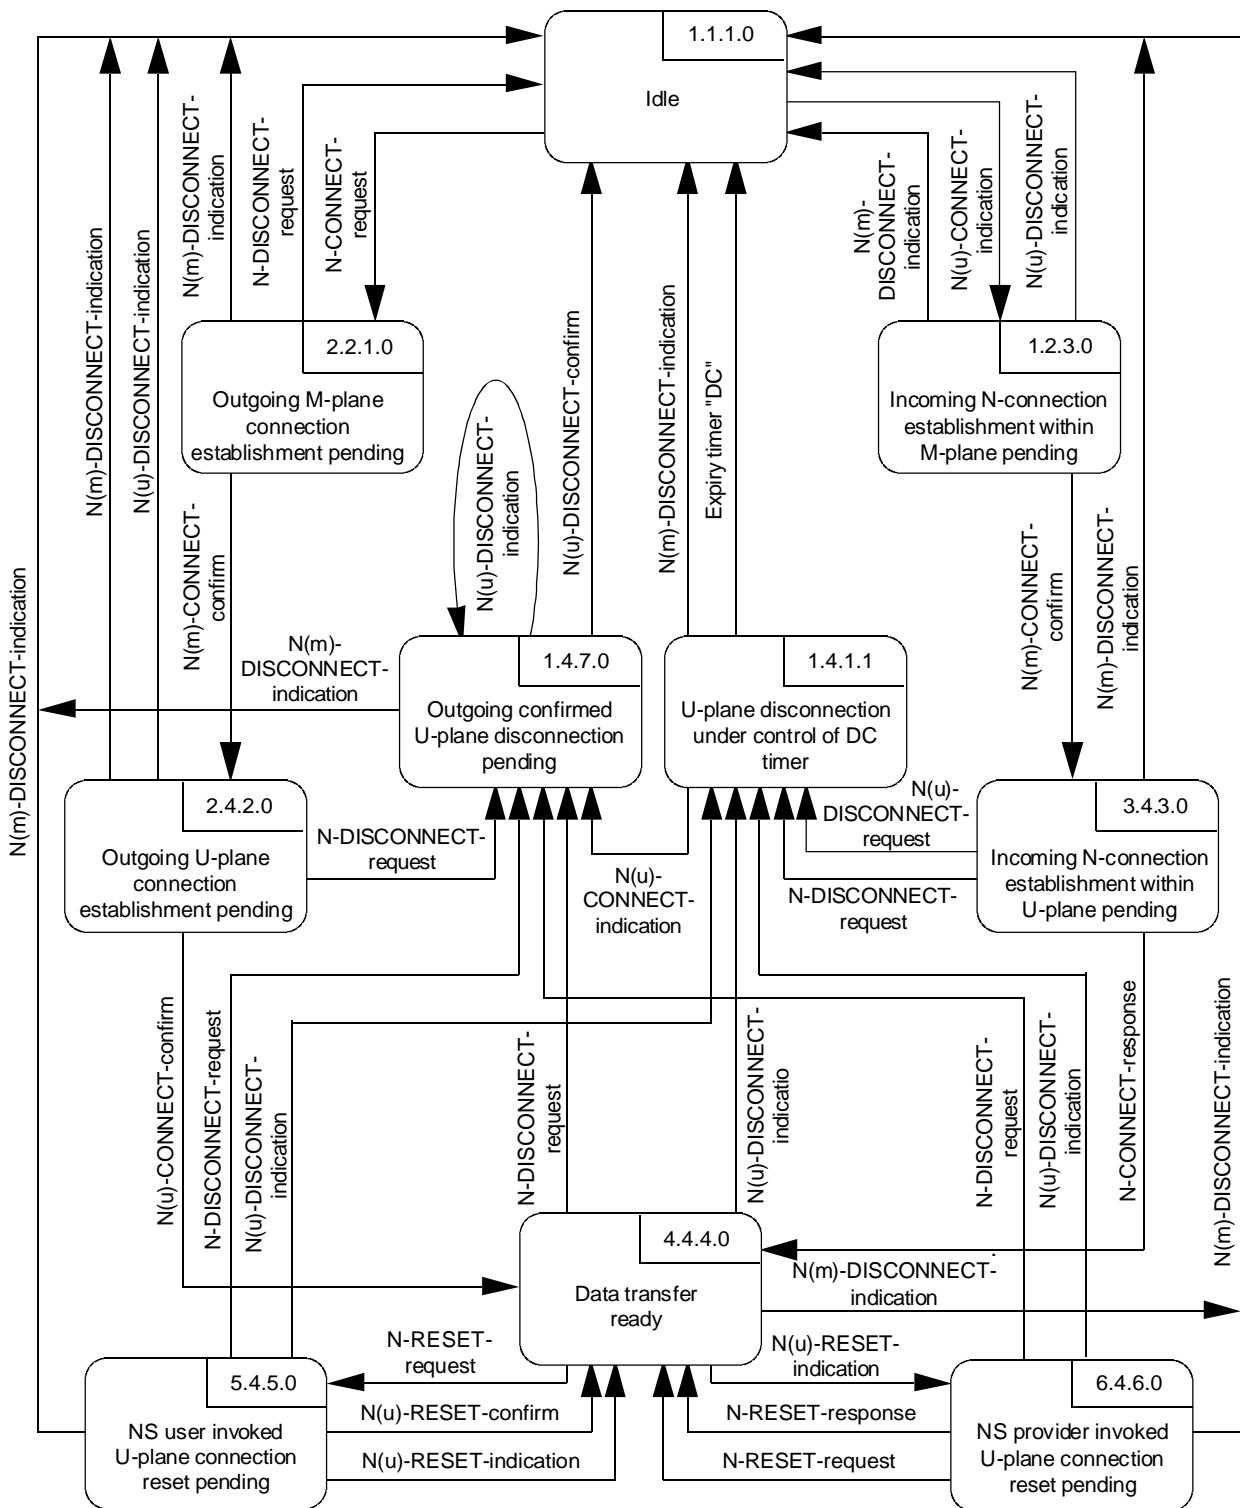 1.1.1.0
Idle
N(m)-DISCONNECT-
indication
N-DISCONNECT-
request
N-CONNECT-
request
N(m)-
DISCONNECT-
indication
N(u)-CONNECT-
indication
N(u)-DISCONNECT-
indication
N(m)-DISCONNECT-indication
N(u)-DISCONNECT-indication
2.2.1.0
Outgoing M-plane
connection
establishment pending
1.2.3.0
Incoming N-connection
establishment within
M-plane pending
N(u)-DISCONNECT-
indication
N(u)-DISCONNECT-confirm
N(m)-DISCONNECT-indication
Expiry timer "DC"
N(m)-CONNECT-
confirm
N(m)-CONNECT-
confirm
N(m)-DISCONNECT-
indication
N(m)-DISCONNECT-indication
N(m)-
DISCONNECT-
indication
1.4.7.0
Outgoing confirmed
U-plane disconnection
pending
1.4.1.1
U-plane disconnection
under control of DC
timer
2.4.2.0
Outgoing U-plane
connection
establishment pending
N-DISCONNECT-
request
N(u)-
CONNECT-
indication
N(u)-
DISCONNECT-
request
N-DISCONNECT-
request
3.4.3.0
Incoming N-connection
establishment within
U-plane pending
N(u)-CONNECT-confirm
N-DISCONNECT-request
N(u)-DISCONNECT-
indication
N-DISCONNECT-
request
N(u)-DISCONNECT-
indicatio
N-DISCONNECT-
request
N(u)-DISCONNECT-
indication
N-CONNECT-response
N(m)-DISCONNECT-indication
4.4.4.0
Data transfer
ready
N(m)-DISCONNECT-
indication
N-RESET-
request
N(u)-RESET-
indication
5.4.5.0
NS user invoked
U-plane connection
reset pending
N(u)-RESET-confirm
N(u)-RESET-indication
N-RESET-response
N-RESET-request
6.4.6.0
NS provider invoked
U-plane connection
reset pending